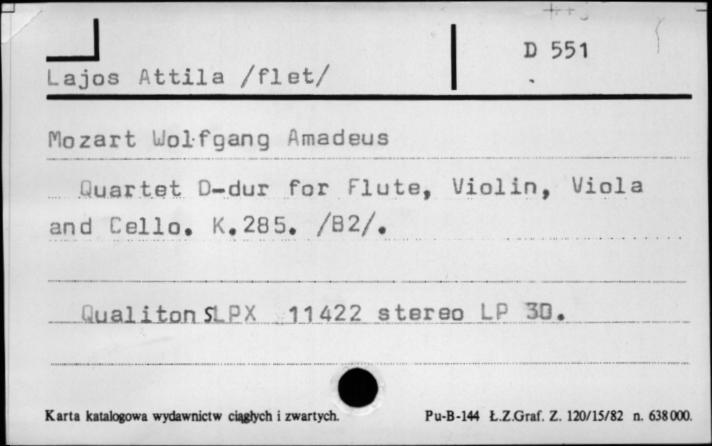 D 551
Lajos Attila /flet/
Mozart Wolfgang Amadeus
Quartet D-dur for Flute, Violin, Viola
and Cello. K.285. /B2/.
Qualiton SLPX 11422 stereo LP 30.
Karta katalogowa wydawnictw ciągłych i zwartych. Pu-B-144 Ł.Z.Graf. Z. 120/15/82 n. 638000.